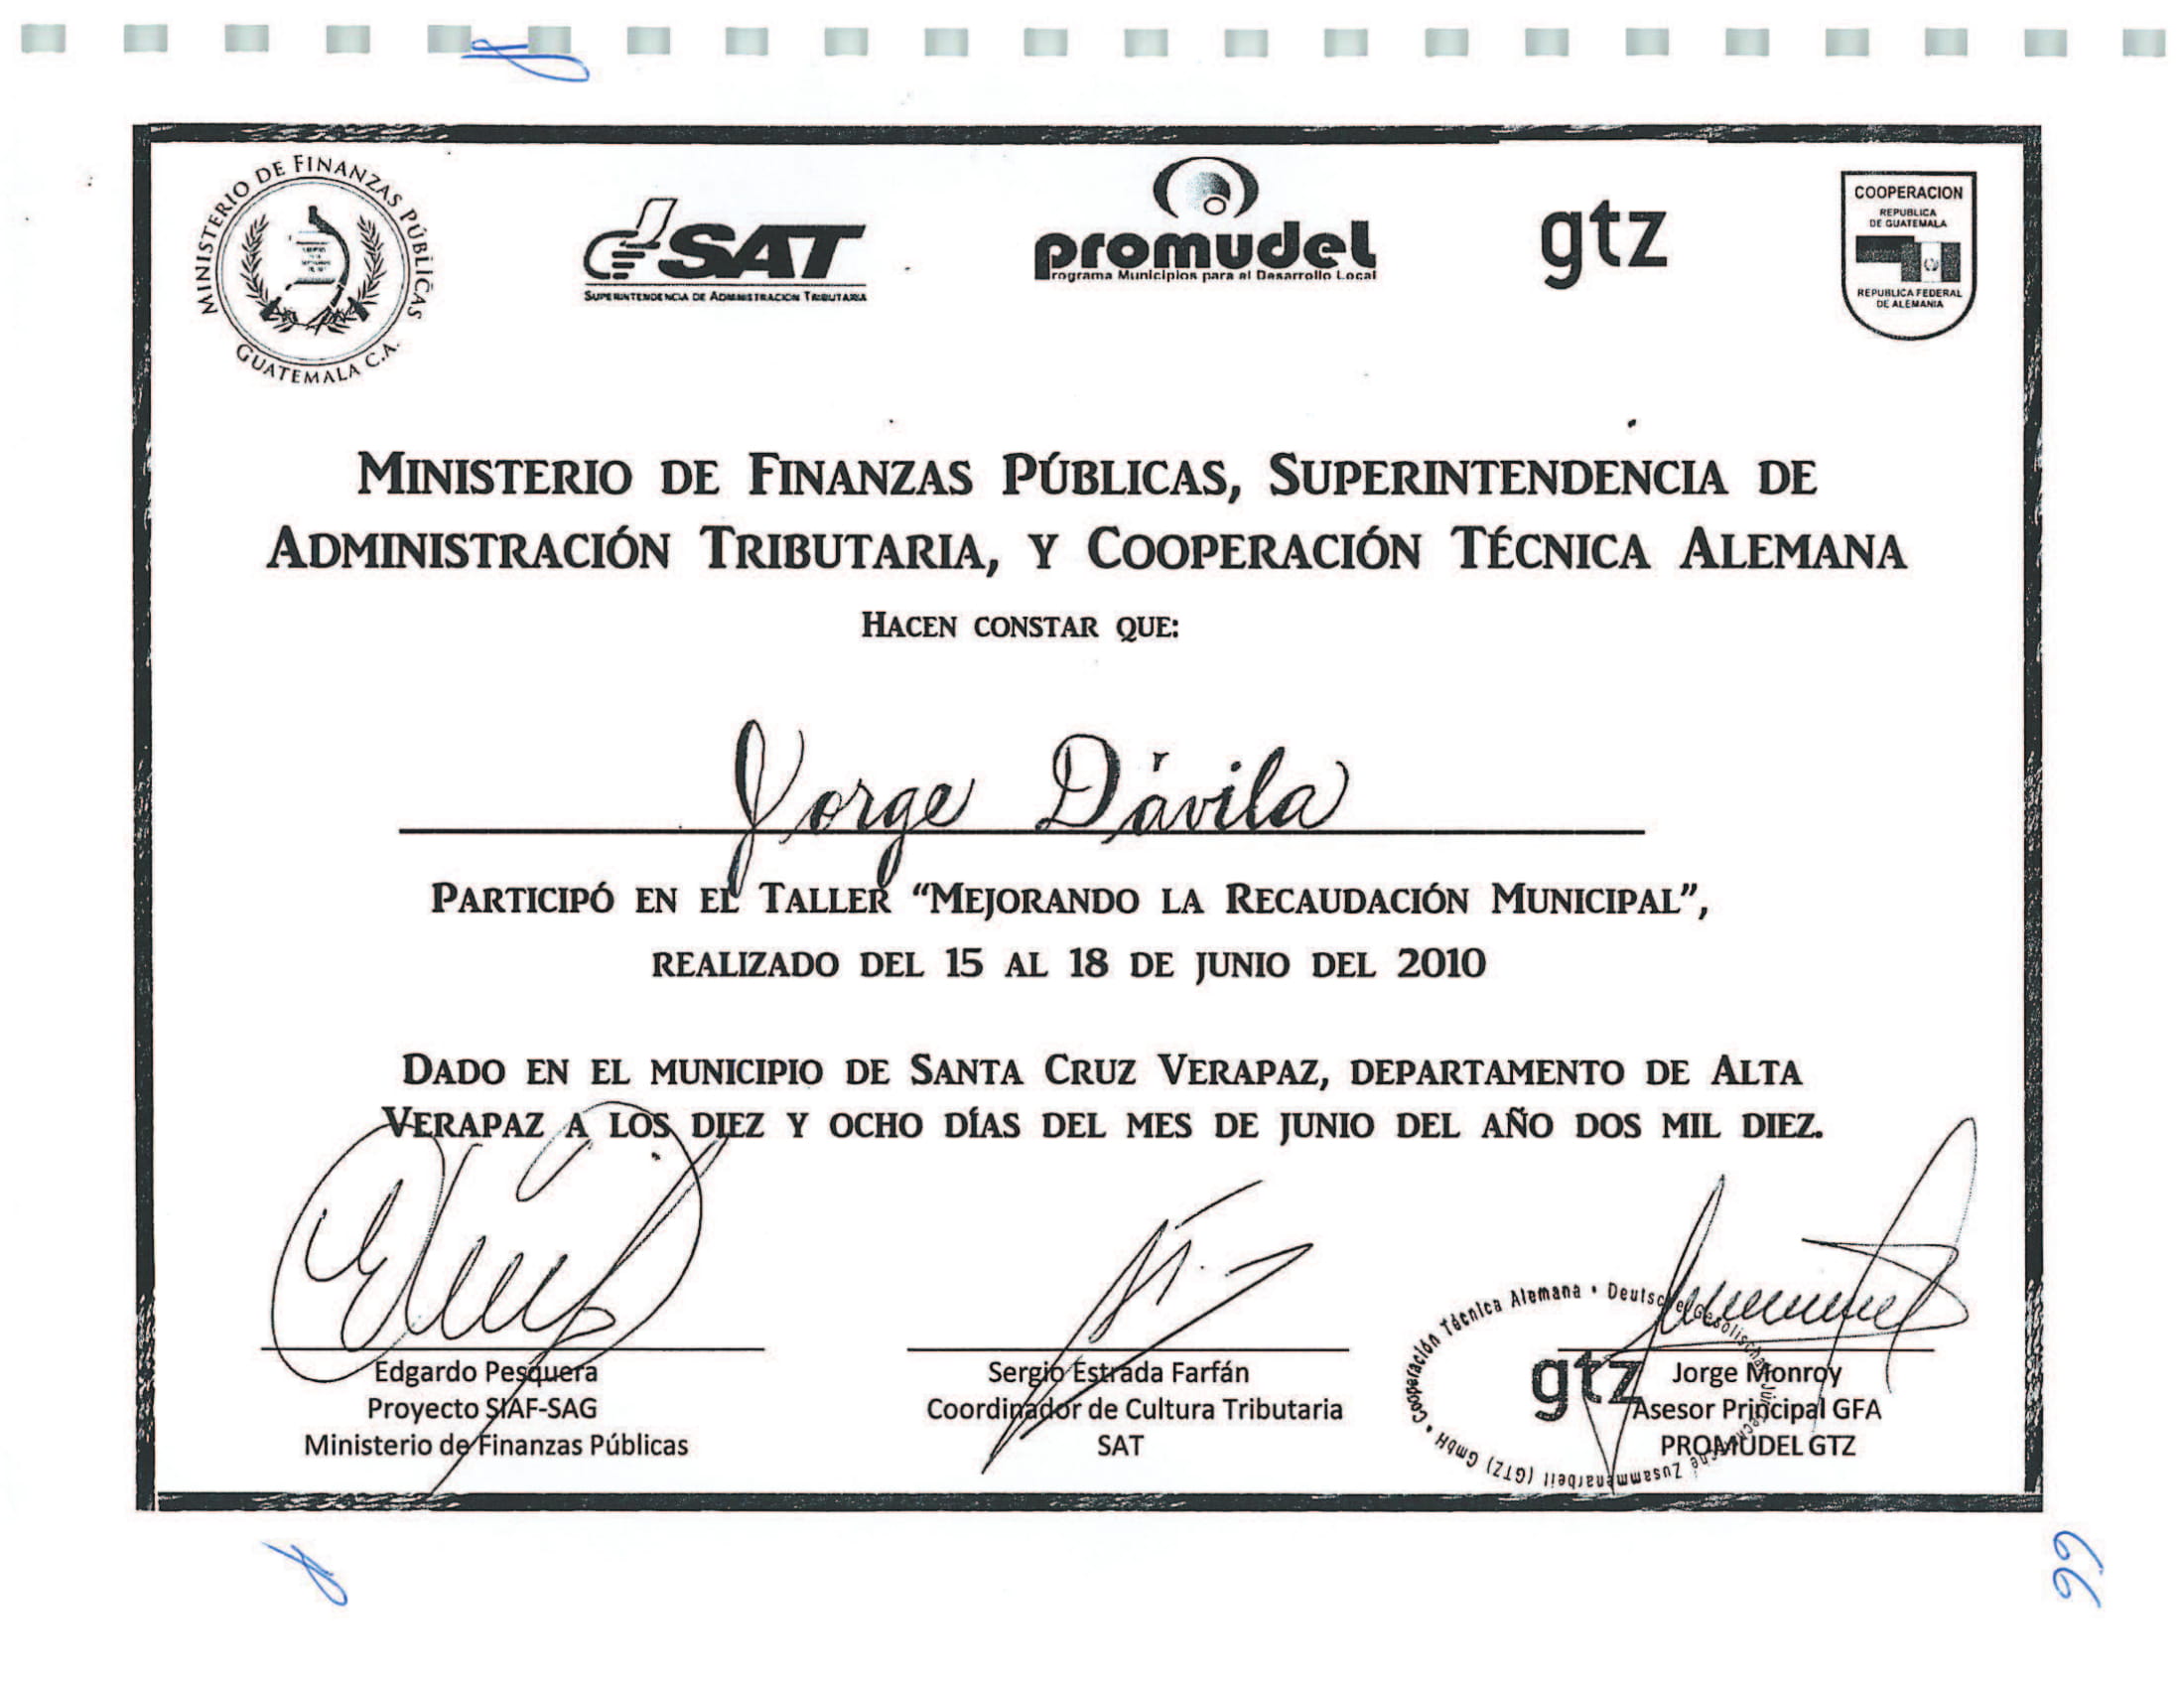 MINISTERIO DE FINANZAS PÚBLICAS
GUATEMALA C.A.
SAT
SUPERINTENDENCIA DE ADMINISTRACION TRIBUTARIA
promudel
Programa Municipios para el Desarrollo Local
gtz
COOPERACION
REPUBLICA
DE GUATEMALA
REPUBLICA FEDERAL
DE ALEMANIA
MINISTERIO DE FINANZAS PÚBLICAS, SUPERINTENDENCIA DE
ADMINISTRACIÓN TRIBUTARIA, Y COOPERACIÓN TÉCNICA ALEMANA
HACEN CONSTAR QUE:
Jorge Dávila
PARTICIPÓ EN EL TALLER “MEJORANDO LA RECAUDACIÓN MUNICIPAL”,
REALIZADO DEL 15 AL 18 DE JUNIO DEL 2010
DADO EN EL MUNICIPIO DE SANTA CRUZ VERAPAZ, DEPARTAMENTO DE ALTA
VERAPAZ A LOS DIEZ Y OCHO DÍAS DEL MES DE JUNIO DEL AÑO DOS MIL DIEZ.
Edgardo Pesquera
Proyecto SIAF-SAG
Ministerio de Finanzas Públicas
Sergio Estrada Farfán
Coordinador de Cultura Tributaria
SAT
Cooperación Técnica Alemana • Deutsche Zusammenarbeit (GTZ) GmbH •
gtz
Jorge Monroy
Asesor Principal GFA
PROMUDEL GTZ